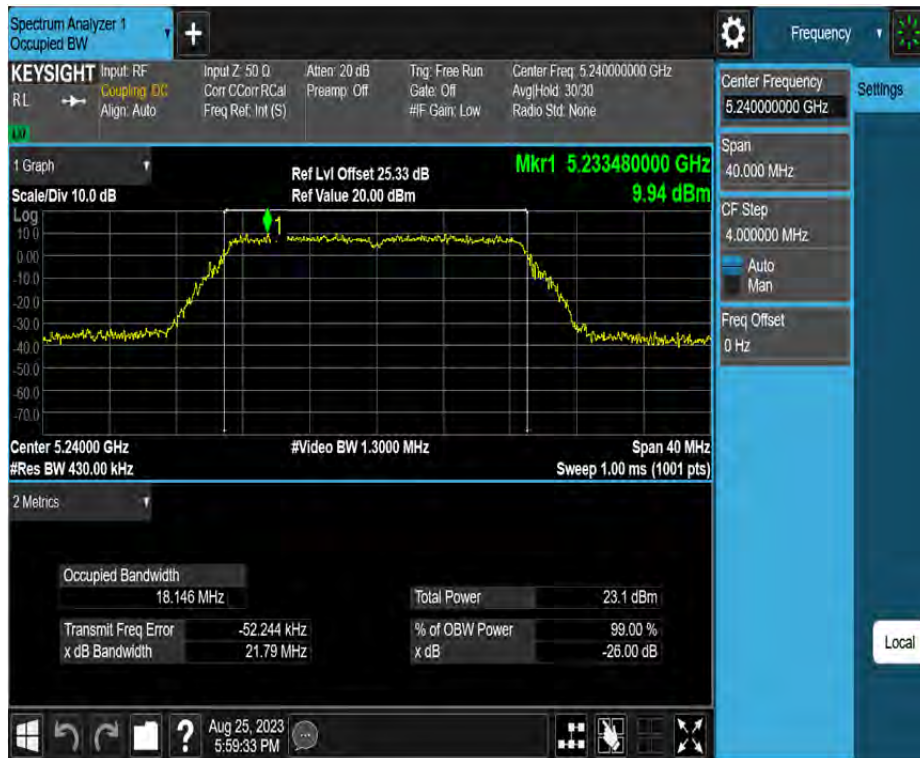 Spectrum Analyzer 1
Occupied BW
+
Frequency
KEYSIGHT
RL
Input: RF
Coupling: DC
Align: Auto
Input Z: 50 Ω
Corr CCorr RCal
Freq Ref: Int (S)
Atten: 20 dB
Preamp: Off
Trig: Free Run
Gate: Off
#IF Gain: Low
Center Freq: 5.240000000 GHz
Avg|Hold: 30/30
Radio Std: None
Center Frequency
5.240000000 GHz
Settings
Span
40.000 MHz
CF Step
4.000000 MHz
Auto
Man
Freq Offset
0 Hz
1 Graph
Scale/Div 10.0 dB
Ref Lvl Offset 25.33 dB
Ref Value 20.00 dBm
Mkr1 5.233480000 GHz
9.94 dBm
Log
10.0
0.00
-10.0
-20.0
-30.0
-40.0
-50.0
-60.0
-70.0
1
Center 5.24000 GHz
#Video BW 1.3000 MHz
Span 40 MHz
#Res BW 430.00 kHz
Sweep 1.00 ms (1001 pts)
2 Metrics
Occupied Bandwidth
18.146 MHz
Total Power 23.1 dBm
Transmit Freq Error -52.244 kHz
% of OBW Power 99.00 %
x dB Bandwidth 21.79 MHz
x dB -26.00 dB
Local
?
Aug 25, 2023
5:59:33 PM